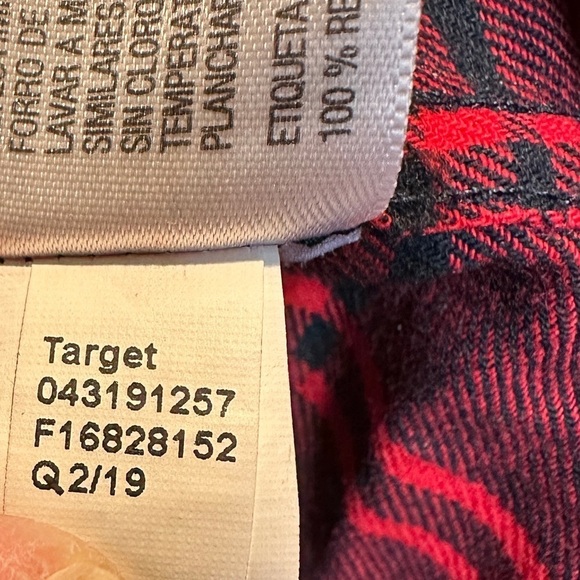 FORRO DE
LAVAR A M
SIMILARES
SIN CLORO
TEMPERAT
PLANCHAR
ETIQUETA
100 % RE
Target
043191257
F16828152
Q2/19